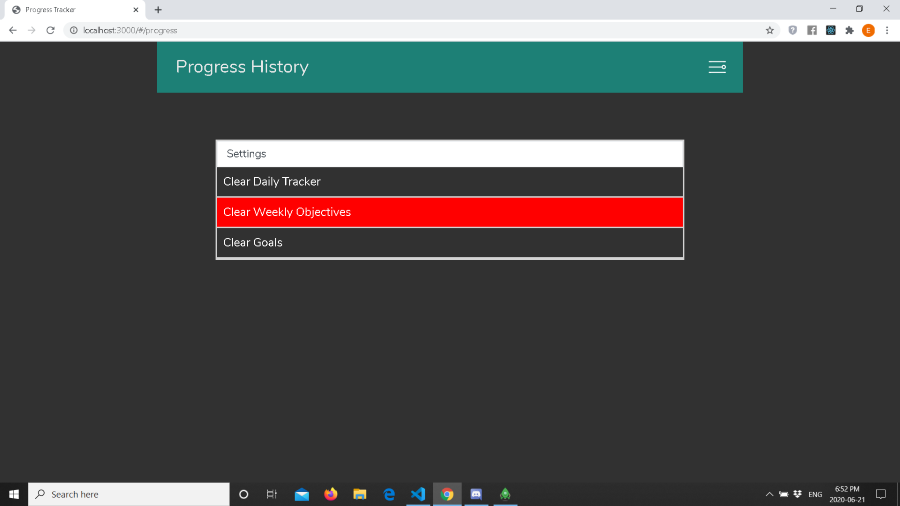 Progress Tracker
localhost:3000/#/progress
E
Progress History
Settings
Clear Daily Tracker
Clear Weekly Objectives
Clear Goals
Search here
ENG
6:52 PM
2020-06-21